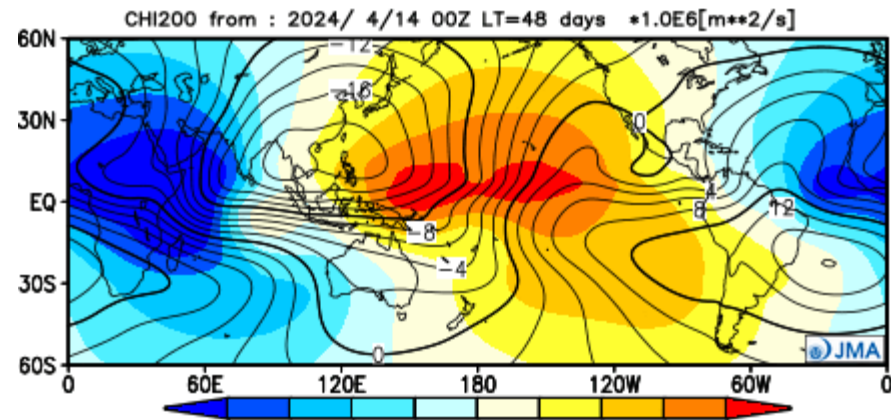 CHI200 from : 2024/ 4/14 00Z LT=48 days *1.0E6[m**2/s]
60N
-12
-16
30N
0
EQ
4
8
12
-8
-4
30S
0
JMA
60S
0 60E 120E 180 120W 60W 0